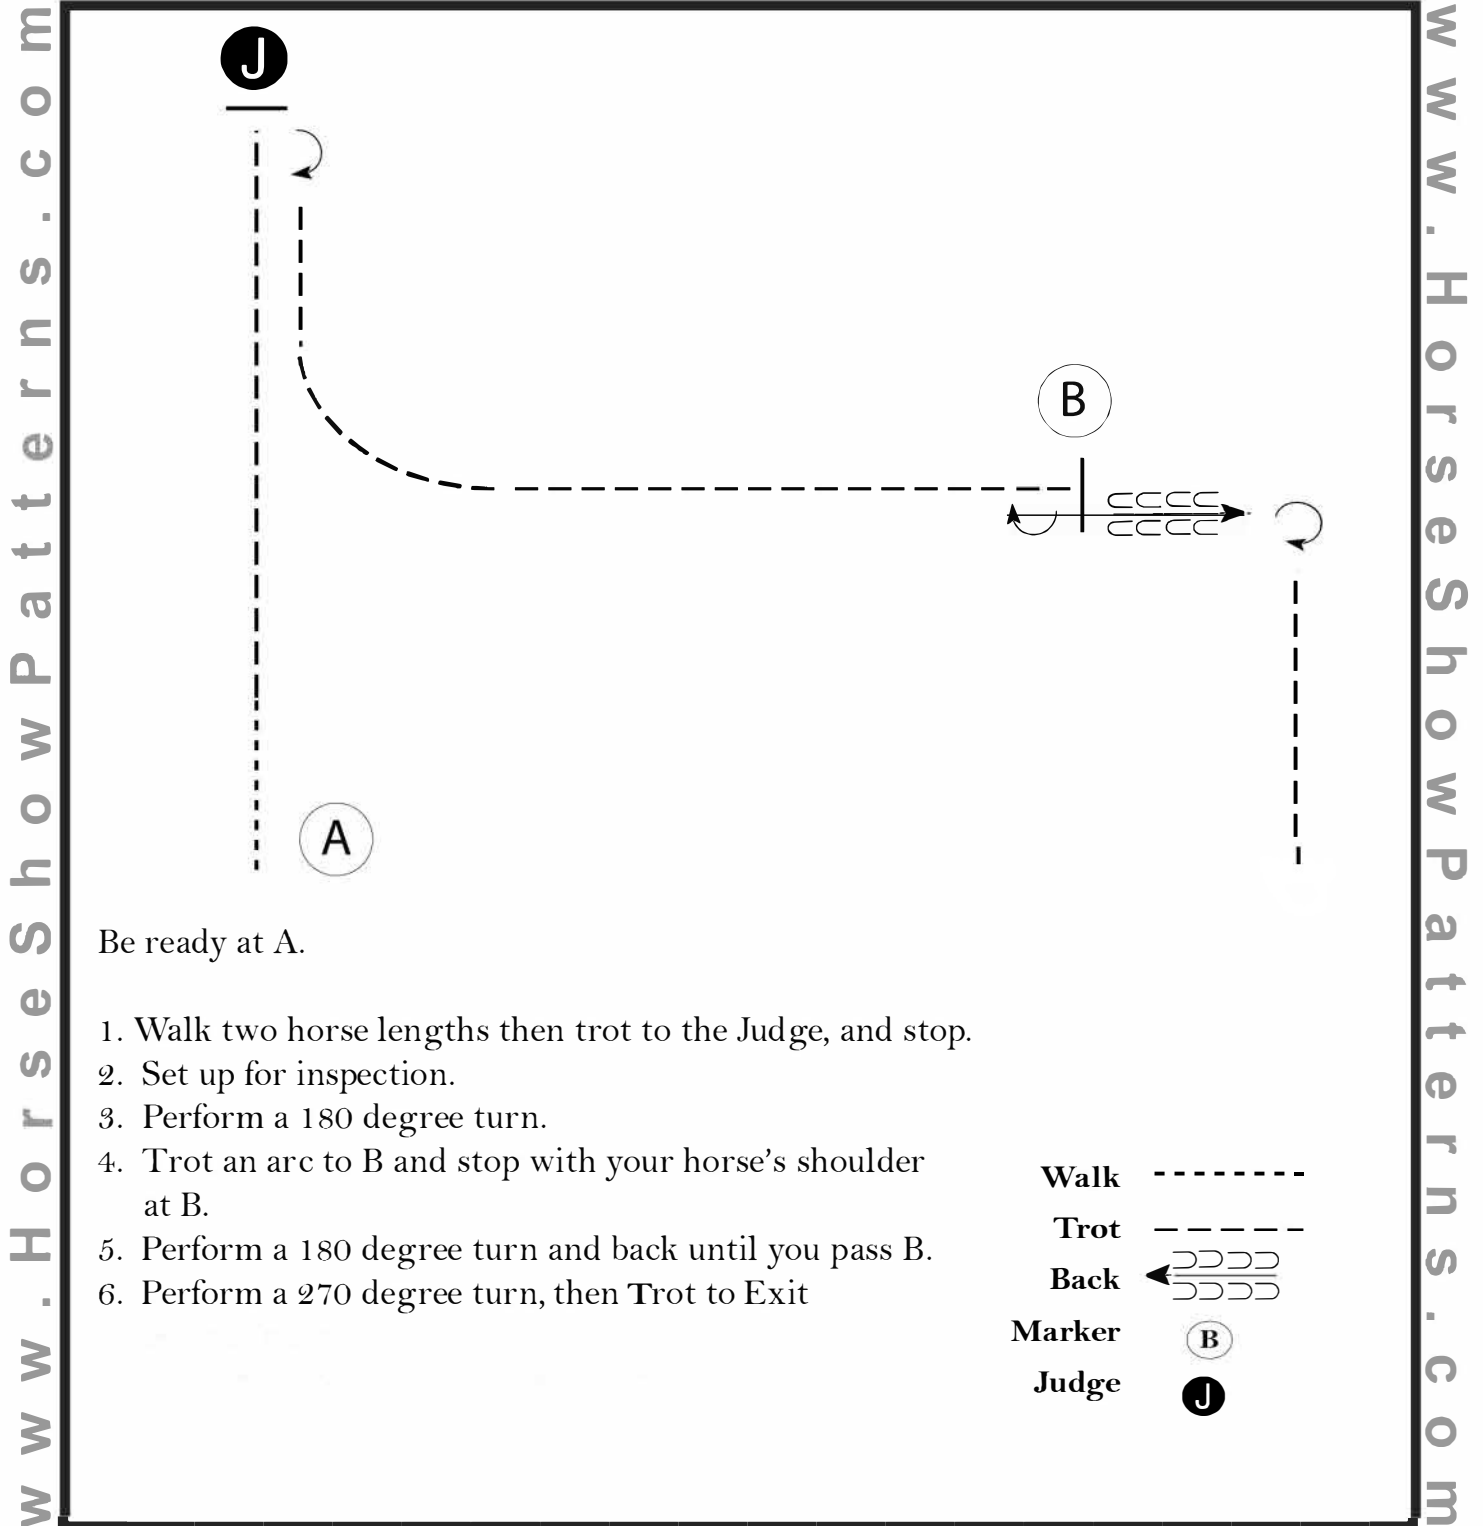 www.HorseShowPatterns.com
www.HorseShowPatterns.com
J
B
A
Be ready at A.
1. Walk two horse lengths then trot to the Judge, and stop.
2. Set up for inspection.
3. Perform a 180 degree turn.
4. Trot an arc to B and stop with your horse's shoulder
at B.
5. Perform a 180 degree turn and back until you pass B.
6. Perform a 270 degree turn, then Trot to Exit
Walk
Trot
Back
Marker B
Judge J